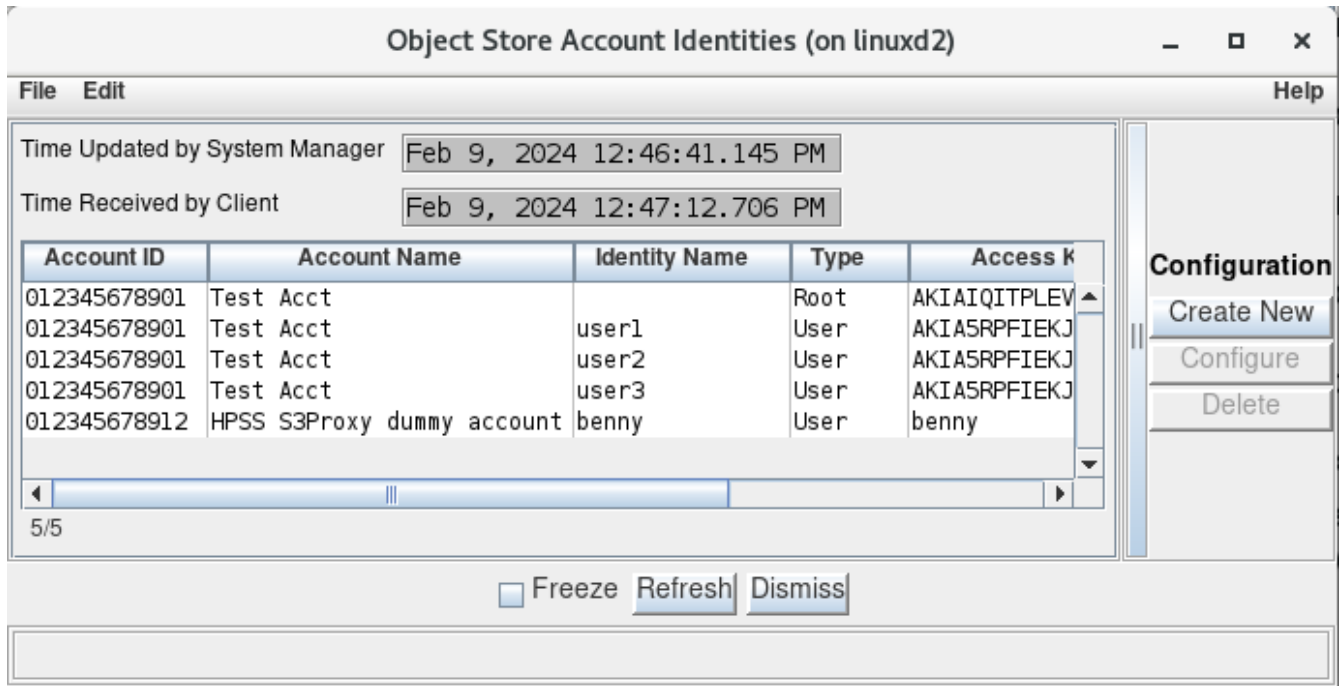 Object Store Account Identities (on linuxd2)
File Edit Help
Time Updated by System Manager Feb 9, 2024 12:46:41.145 PM
Time Received by Client Feb 9, 2024 12:47:12.706 PM
Account ID Account Name Identity Name Type Access K
012345678901 Test Acct Root AKIAIQITPLEV
012345678901 Test Acct user1 User AKIA5RPFIEKJ
012345678901 Test Acct user2 User AKIA5RPFIEKJ
012345678901 Test Acct user3 User AKIA5RPFIEKJ
012345678912 HPSS S3Proxy dummy account benny User benny
5/5
Configuration
Create New
Configure
Delete
Freeze Refresh Dismiss